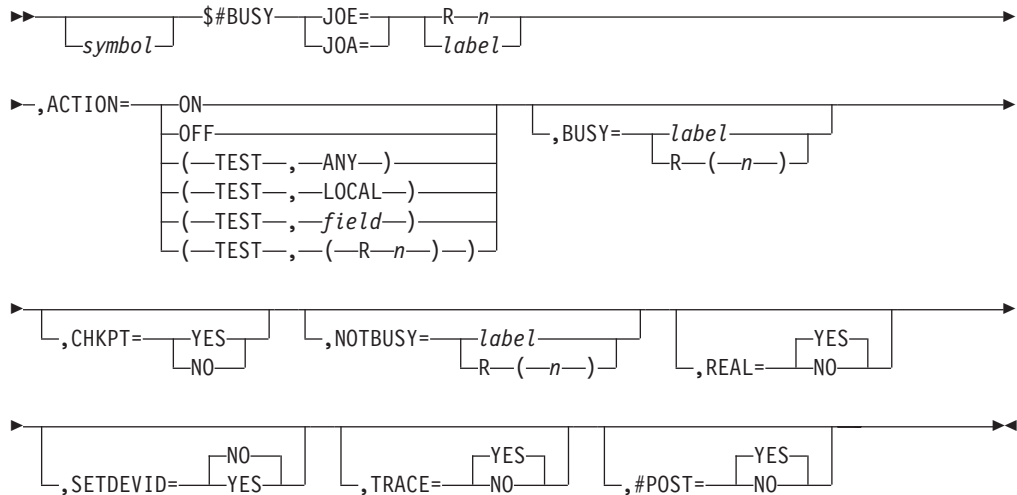 $#BUSY JOE= R n
symbol JOA= label
,ACTION= ON
OFF ,BUSY= label
( TEST , ANY ) R ( n )
( TEST , LOCAL )
( TEST , field )
( TEST , ( R n ) )
,CHKPT= YES ,NOTBUSY= label ,REAL= YES
NO R ( n ) NO
,SETDEVID= NO ,TRACE= YES ,#POST= YES
YES NO NO